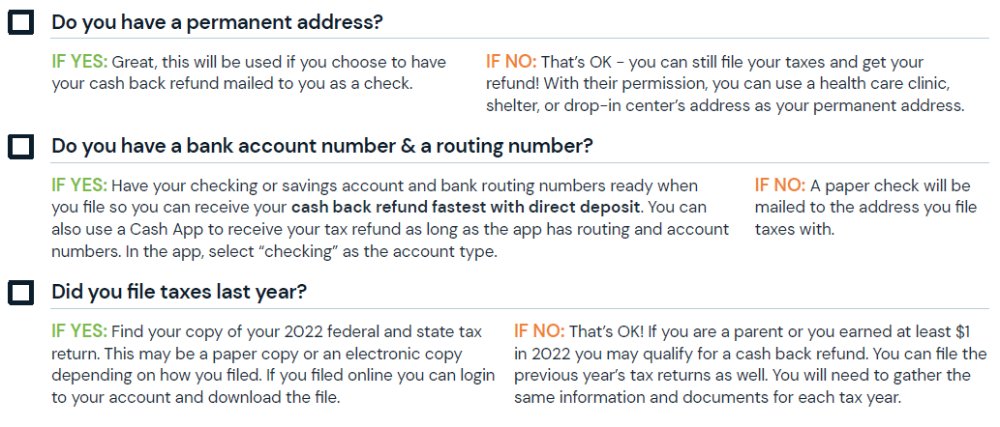 Do you have a permanent address?
IF YES: Great, this will be used if you choose to have
your cash back refund mailed to you as a check.
IF NO: That's OK - you can still file your taxes and get your
refund! With their permission, you can use a health care clinic,
shelter, or drop-in center's address as your permanent address.
Do you have a bank account number & a routing number?
IF YES: Have your checking or savings account and bank routing numbers ready when
you file so you can receive your cash back refund fastest with direct deposit. You can
also use a Cash App to receive your tax refund as long as the app has routing and account
numbers. In the app, select “checking” as the account type.
IF NO: A paper check will be
mailed to the address you file
taxes with.
Did you file taxes last year?
IF YES: Find your copy of your 2022 federal and state tax
return. This may be a paper copy or an electronic copy
depending on how you filed. If you filed online you can login
to your account and download the file.
IF NO: That's OK! If you are a parent or you earned at least $1
in 2022 you may qualify for a cash back refund. You can file the
previous year's tax returns as well. You will need to gather the
same information and documents for each tax year.